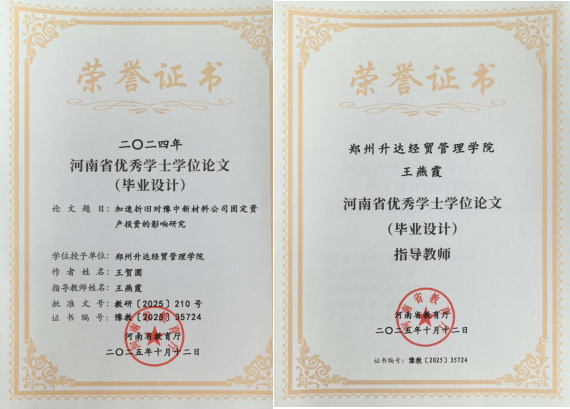 荣誉证书
二〇二四年
河南省优秀学士学位论文
（毕业设计）
论文题目：加速折旧对豫中新材料公司固定资
产投资的影响研究
学位授予单位：郑州升达经贸管理学院
作者姓名：王贺圆
指导教师姓名：王燕霞
批准文号：教研〔2025〕210号
证书编号：豫教〔2025〕35724
河南省教育厅
二〇二五年十月十二日
荣誉证书
郑州升达经贸管理学院
王燕霞
河南省优秀学士学位论文
（毕业设计）
指导教师
河南省教育厅
二〇二五年十月十二日
证书编号：豫教〔2025〕35724